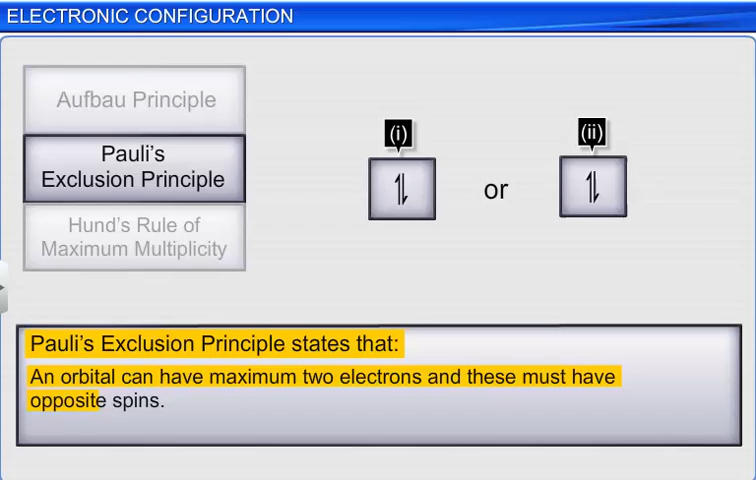 ELECTRONIC CONFIGURATION
Aufbau Principle
Pauli's
Exclusion Principle
Hund's Rule of
Maximum Multiplicity
(i)
or
(ii)
Pauli's Exclusion Principle states that:
An orbital can have maximum two electrons and these must have
opposite spins.